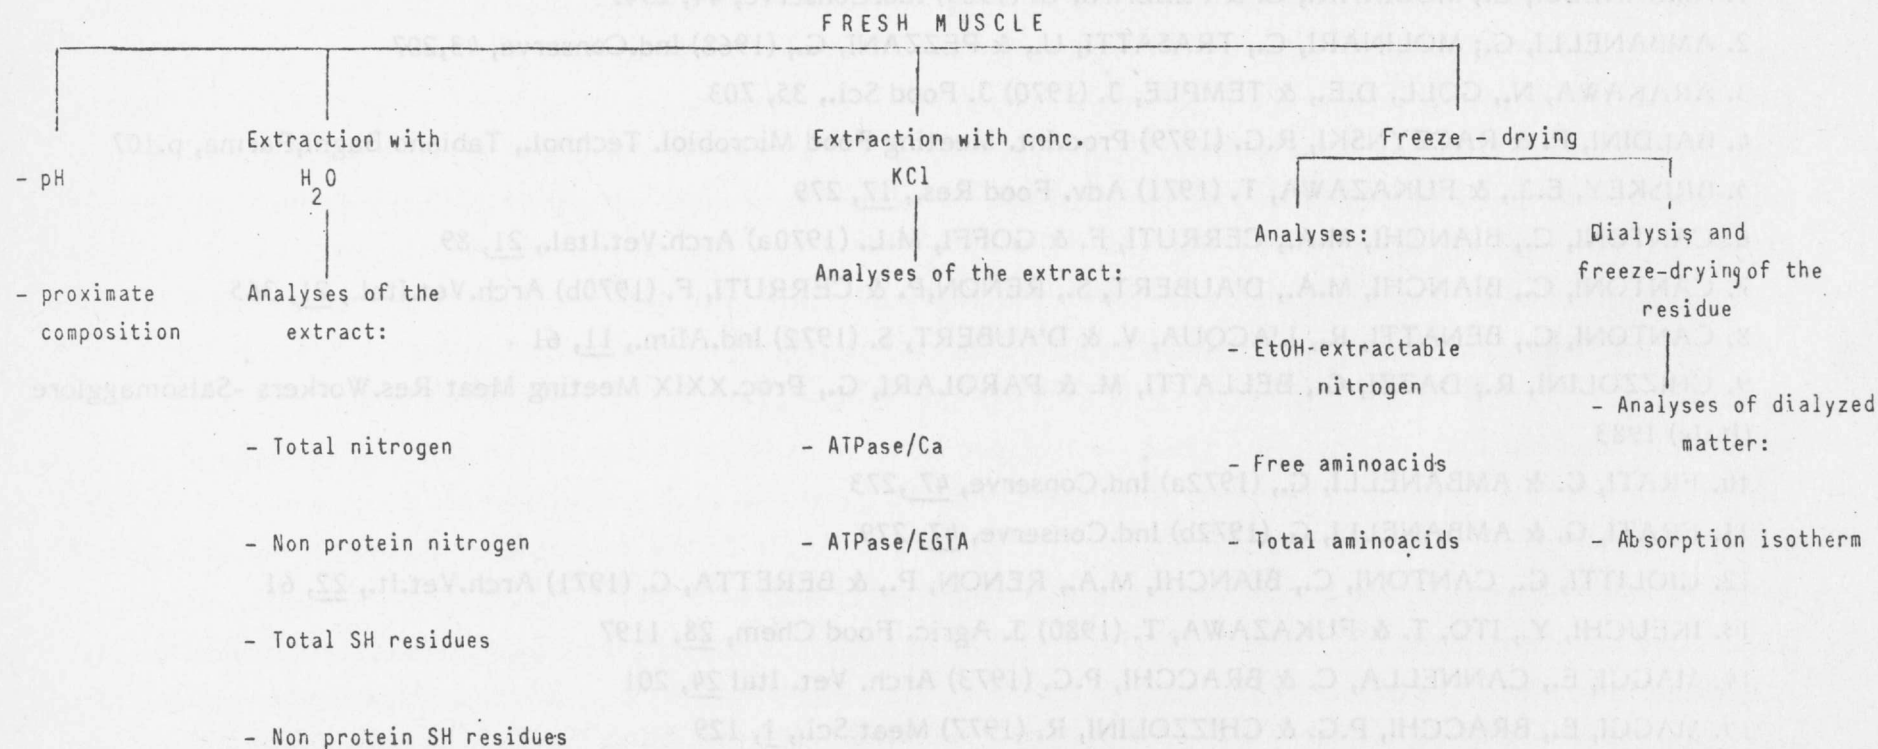 FRESH MUSCLE
- pH
- proximate
composition
Extraction with
H2O
Analyses of the
extract:
- Total nitrogen
- Non protein nitrogen
- Total SH residues
- Non protein SH residues
Extraction with conc.
KCl
Analyses of the extract:
- ATPase/Ca
- ATPase/EGTA
Freeze - drying
Analyses:
- EtOH-extractable
nitrogen
- Free aminoacids
- Total aminoacids
Dialysis and
freeze-drying of the
residue
- Analyses of dialyzed
matter:
- Absorption isotherm